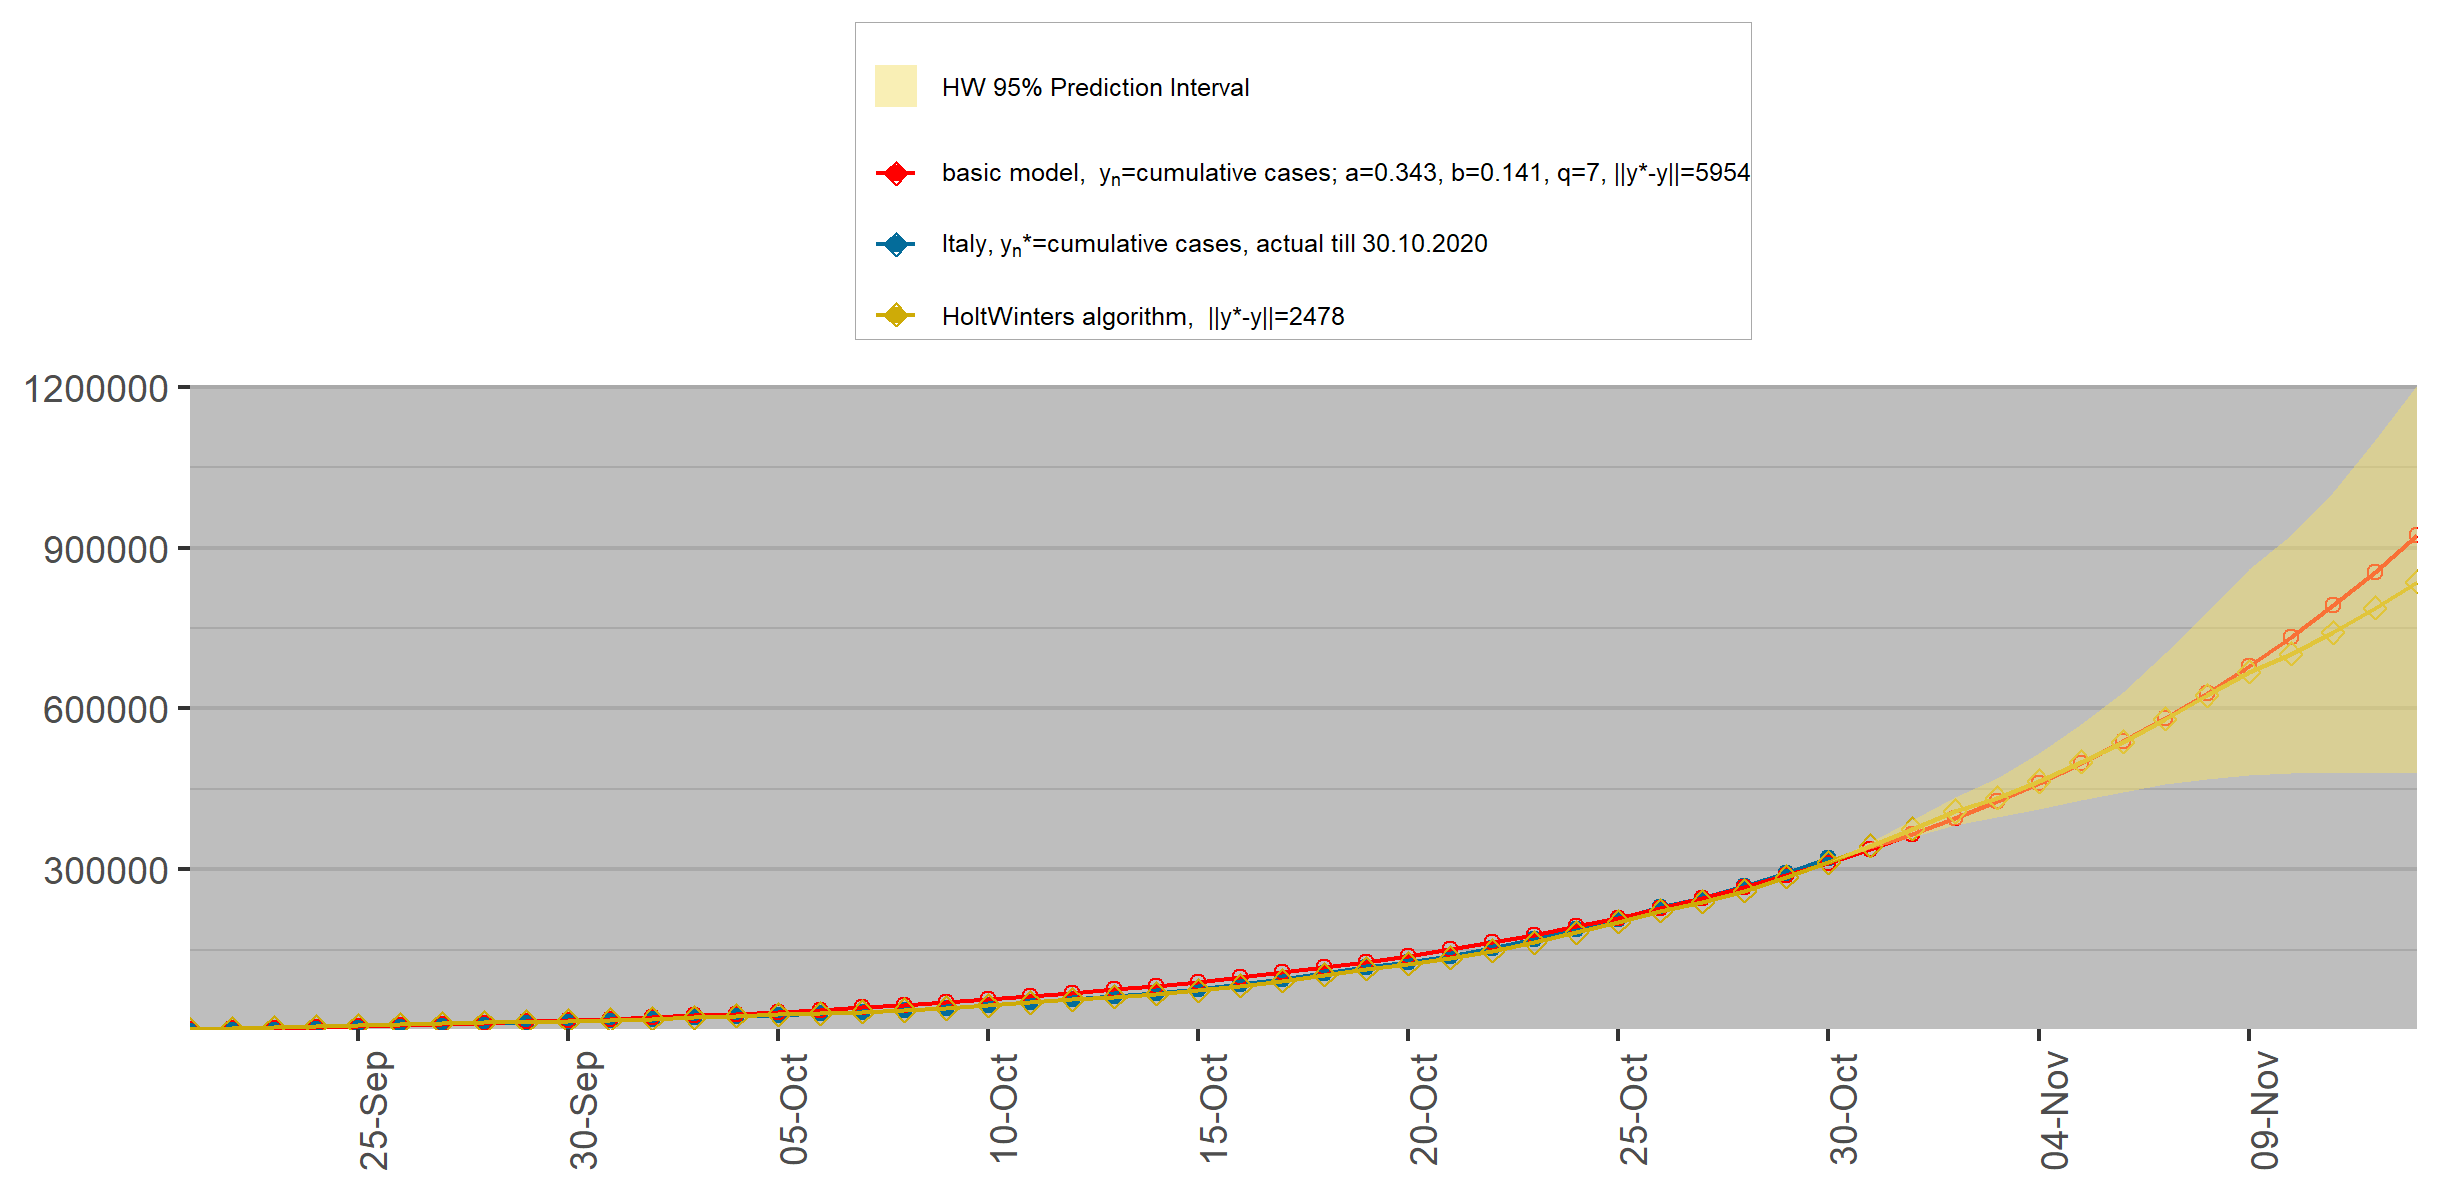 HW 95% Prediction Interval
basic model, yn=cumulative cases; a=0.343, b=0.141, q=7, ||y*-y||=5954
Italy, yn*=cumulative cases, actual till 30.10.2020
HoltWinters algorithm, ||y*-y||=2478
1200000
900000
600000
300000
25-Sep
30-Sep
05-Oct
10-Oct
15-Oct
20-Oct
25-Oct
30-Oct
04-Nov
09-Nov